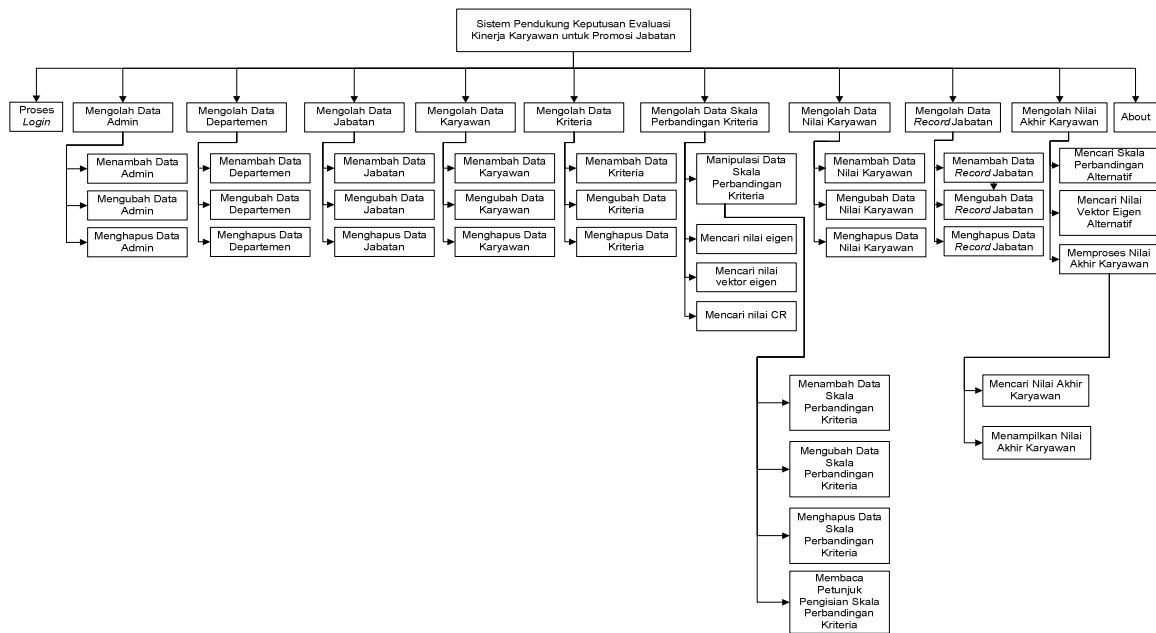 Sistem Pendukung Keputusan Evaluasi
Kinerja Karyawan untuk Promosi Jabatan
Proses
Login
Mengolah Data
Admin
Mengolah Data
Departemen
Mengolah Data
Jabatan
Mengolah Data
Karyawan
Mengolah Data
Kriteria
Mengolah Data Skala
Perbandingan Kriteria
Mengolah Data
Nilai Karyawan
Mengolah Data
Record Jabatan
Mengolah Nilai
Akhir Karyawan
About
Menambah Data
Admin
Mengubah Data
Admin
Menghapus Data
Admin
Menambah Data
Departemen
Mengubah Data
Departemen
Menghapus Data
Departemen
Menambah Data
Jabatan
Mengubah Data
Jabatan
Menghapus Data
Jabatan
Menambah Data
Karyawan
Mengubah Data
Karyawan
Menghapus Data
Karyawan
Menambah Data
Kriteria
Mengubah Data
Kriteria
Menghapus Data
Kriteria
Manipulasi Data
Skala
Perbandingan
Kriteria
Mencari nilai eigen
Mencari nilai
vektor eigen
Mencari nilai CR
Menambah Data
Skala
Perbandingan
Kriteria
Mengubah Data
Skala
Perbandingan
Kriteria
Menghapus Data
Skala
Perbandingan
Kriteria
Membaca
Petunjuk
Pengisian Skala
Perbandingan
Kriteria
Menambah Data
Nilai Karyawan
Mengubah Data
Nilai Karyawan
Menghapus Data
Nilai Karyawan
Menambah Data
Record Jabatan
Mengubah Data
Record Jabatan
Menghapus Data
Record Jabatan
Mencari Skala
Perbandingan
Alternatif
Mencari Nilai
Vektor Eigen
Alternatif
Memproses Nilai
Akhir Karyawan
Mencari Nilai Akhir
Karyawan
Menampilkan Nilai
Akhir Karyawan